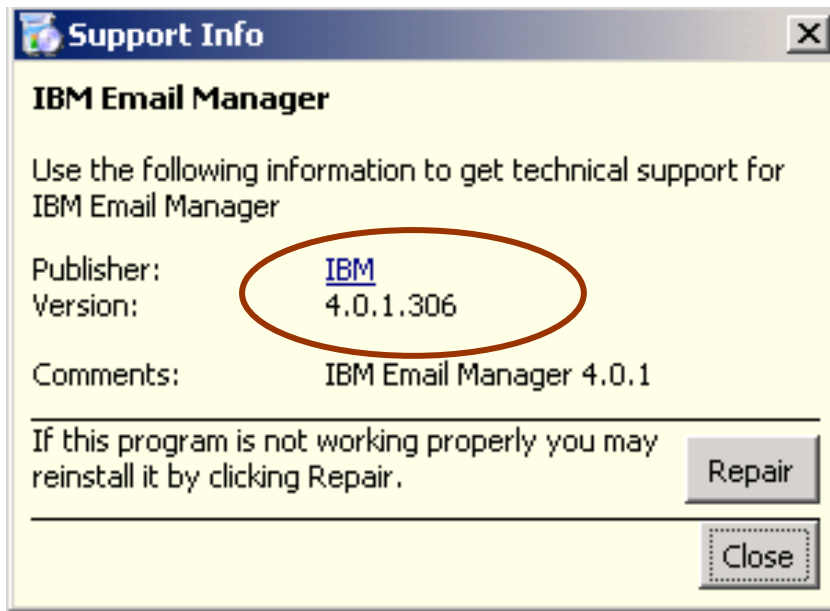 Support Info
IBM Email Manager
Use the following information to get technical support for
IBM Email Manager
Publisher: IBM
Version: 4.0.1.306
Comments: IBM Email Manager 4.0.1
If this program is not working properly you may
reinstall it by clicking Repair.
Repair
Close